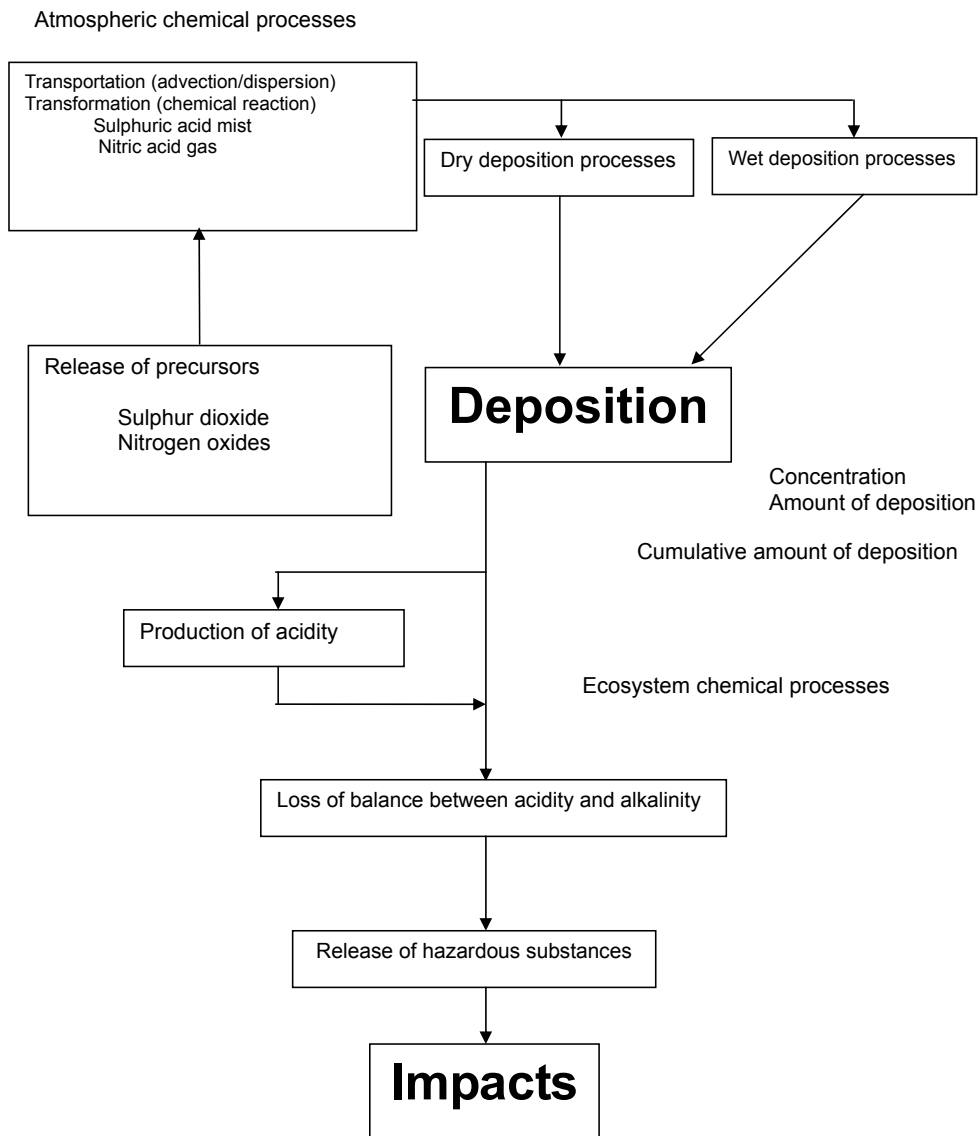 Atmospheric chemical processes
Transportation (advection/dispersion)
Transformation (chemical reaction)
Sulphuric acid mist
Nitric acid gas
Dry deposition processes
Wet deposition processes
Release of precursors
Sulphur dioxide
Nitrogen oxides
Deposition
Concentration
Amount of deposition
Cumulative amount of deposition
Production of acidity
Ecosystem chemical processes
Loss of balance between acidity and alkalinity
Release of hazardous substances
Impacts